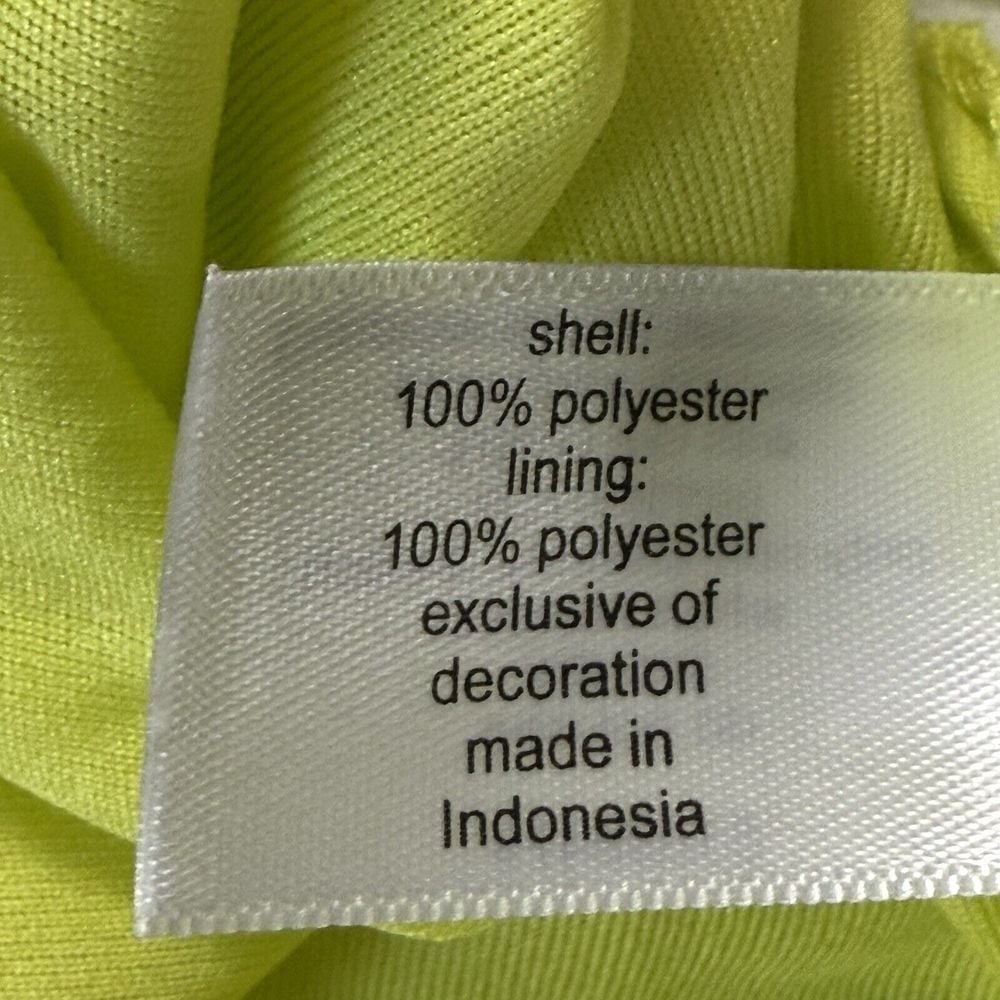 shell:
100% polyester
lining:
100% polyester
exclusive of
decoration
made in
Indonesia